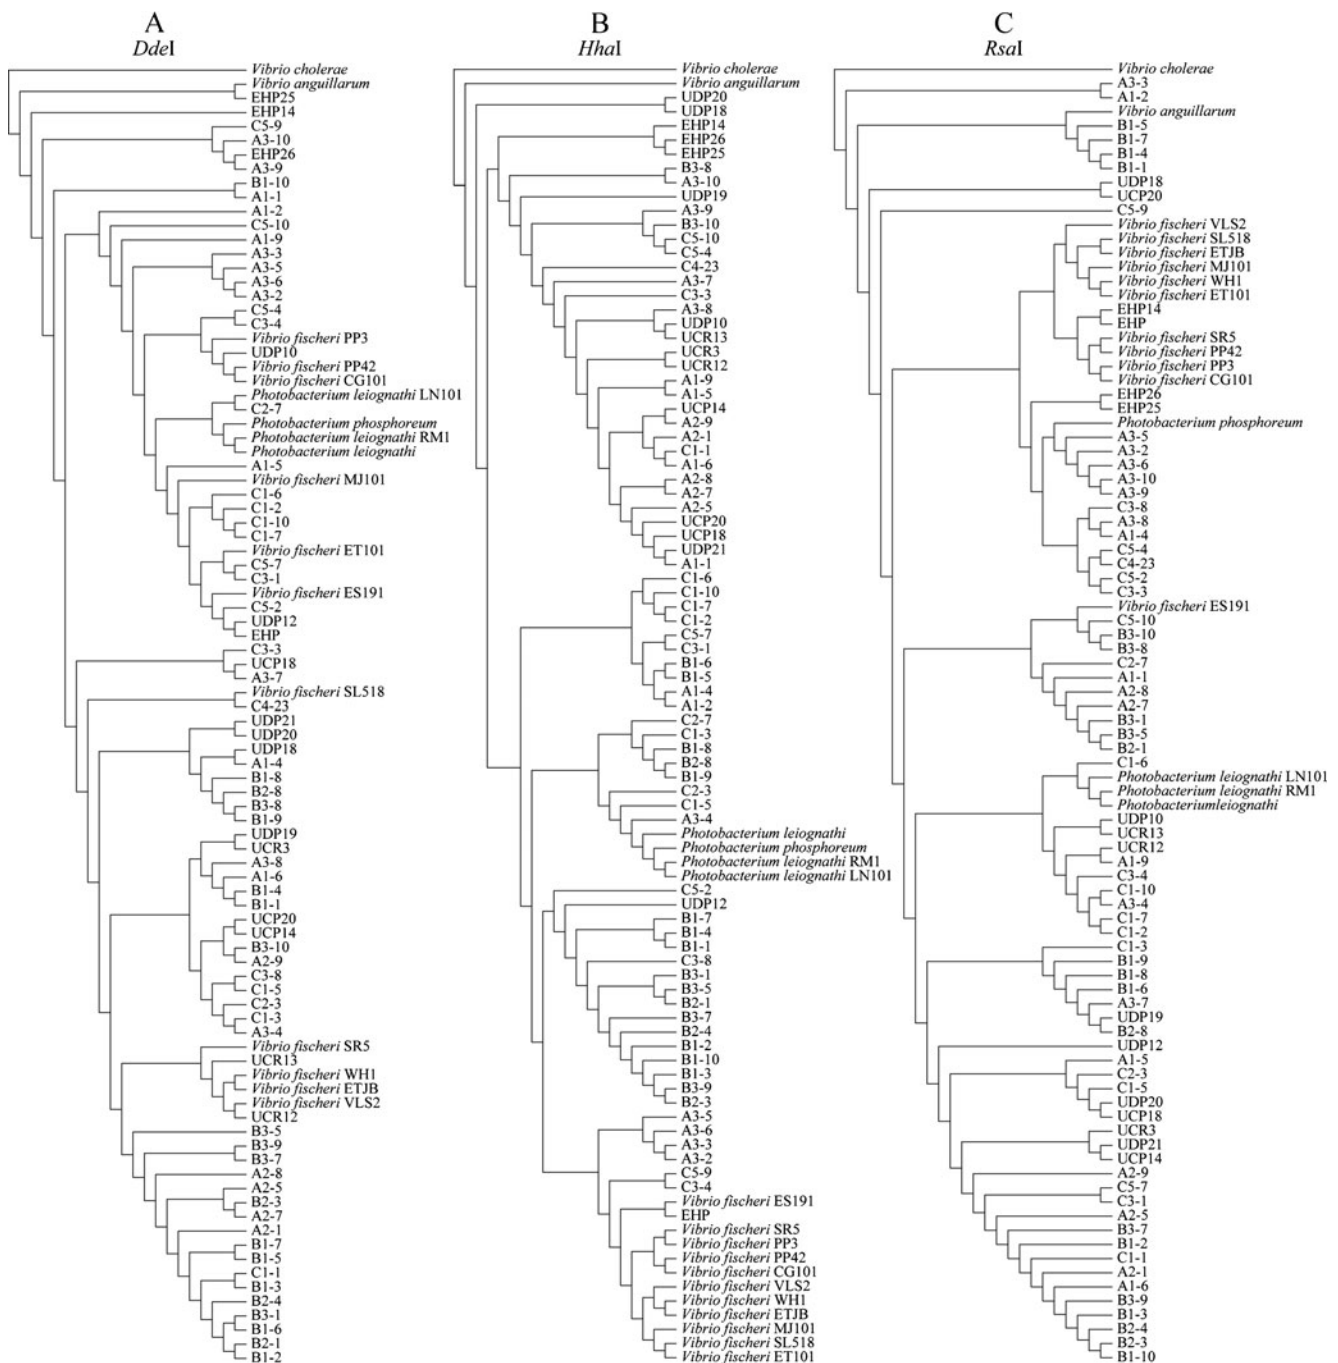 A
DdeI
Vibrio cholerae
Vibrio anguillarum
EHP25
EHP14
C5-9
A3-10
EHP26
A3-9
B1-10
A1-1
A1-2
C5-10
A1-9
A3-3
A3-5
A3-6
A3-2
C5-4
C3-4
Vibrio fischeri PP3
UDP10
Vibrio fischeri PP42
Vibrio fischeri CG101
Photobacterium leiognathi LN101
C2-7
Photobacterium phosphoreum
Photobacterium leiognathi RM1
Photobacterium leiognathi
A1-5
Vibrio fischeri MJ101
C1-6
C1-2
C1-10
C1-7
Vibrio fischeri ET101
C5-7
C3-1
Vibrio fischeri ES191
C5-2
UDP12
EHP
C3-3
UCP18
A3-7
Vibrio fischeri SL518
C4-23
UDP21
UDP20
UDP18
A1-4
B1-8
B2-8
B3-8
B1-9
UDP19
UCR3
A3-8
A1-6
B1-4
B1-1
UCP20
UCP14
B3-10
A2-9
C3-8
C1-5
C2-3
C1-3
A3-4
Vibrio fischeri SR5
UCR13
Vibrio fischeri WH1
Vibrio fischeri ETJB
Vibrio fischeri VLS2
UCR12
B3-5
B3-9
B3-7
A2-8
A2-5
B2-3
A2-7
A2-1
B1-7
B1-5
C1-1
B1-3
B2-4
B3-1
B1-6
B2-1
B1-2
B
HhaI
Vibrio cholerae
Vibrio anguillarum
UDP20
UDP18
EHP14
EHP26
EHP25
B3-8
A3-10
UDP19
A3-9
B3-10
C5-10
C5-4
C4-23
A3-7
C3-3
A3-8
UDP10
UCR13
UCR3
UCR12
A1-9
A1-5
UCP14
A2-9
A2-1
C1-1
A1-6
A2-8
A2-7
A2-5
UCP20
UCP18
UDP21
A1-1
C1-6
C1-10
C1-7
C1-2
C5-7
C3-1
B1-6
B1-5
A1-4
A1-2
C2-7
C1-3
B1-8
B2-8
B1-9
C2-3
C1-5
A3-4
Photobacterium leiognathi
Photobacterium phosphoreum
Photobacterium leiognathi RM1
Photobacterium leiognathi LN101
C5-2
UDP12
B1-7
B1-4
B1-1
C3-8
B3-1
B3-5
B2-1
B3-7
B2-4
B1-2
B1-10
B1-3
B3-9
B2-3
A3-5
A3-6
A3-3
A3-2
C5-9
C3-4
Vibrio fischeri ES191
EHP
Vibrio fischeri SR5
Vibrio fischeri PP3
Vibrio fischeri PP42
Vibrio fischeri CG101
Vibrio fischeri VLS2
Vibrio fischeri WH1
Vibrio fischeri ETJB
Vibrio fischeri MJ101
Vibrio fischeri SL518
Vibrio fischeri ET101
C
RsaI
Vibrio cholerae
A3-3
A1-2
Vibrio anguillarum
B1-5
B1-7
B1-4
B1-1
UDP18
UCP20
C5-9
Vibrio fischeri VLS2
Vibrio fischeri SL518
Vibrio fischeri ETJB
Vibrio fischeri MJ101
Vibrio fischeri WH1
Vibrio fischeri ET101
EHP14
EHP
Vibrio fischeri SR5
Vibrio fischeri PP42
Vibrio fischeri PP3
Vibrio fischeri CG101
EHP26
EHP25
Photobacterium phosphoreum
A3-5
A3-2
A3-6
A3-10
A3-9
C3-8
A3-8
A1-4
C5-4
C4-23
C5-2
C3-3
Vibrio fischeri ES191
C5-10
B3-10
B3-8
C2-7
A1-1
A2-8
A2-7
B3-1
B3-5
B2-1
C1-6
Photobacterium leiognathi LN101
Photobacterium leiognathi RM1
Photobacteriumleiognathi
UDP10
UCR13
UCR12
A1-9
C3-4
C1-10
A3-4
C1-7
C1-2
C1-3
B1-9
B1-8
B1-6
A3-7
UDP19
B2-8
UDP12
A1-5
C2-3
C1-5
UDP20
UCP18
UCR3
UDP21
UCP14
A2-9
C5-7
C3-1
A2-5
B3-7
B1-2
C1-1
A2-1
A1-6
B3-9
B1-3
B2-4
B2-3
B1-10